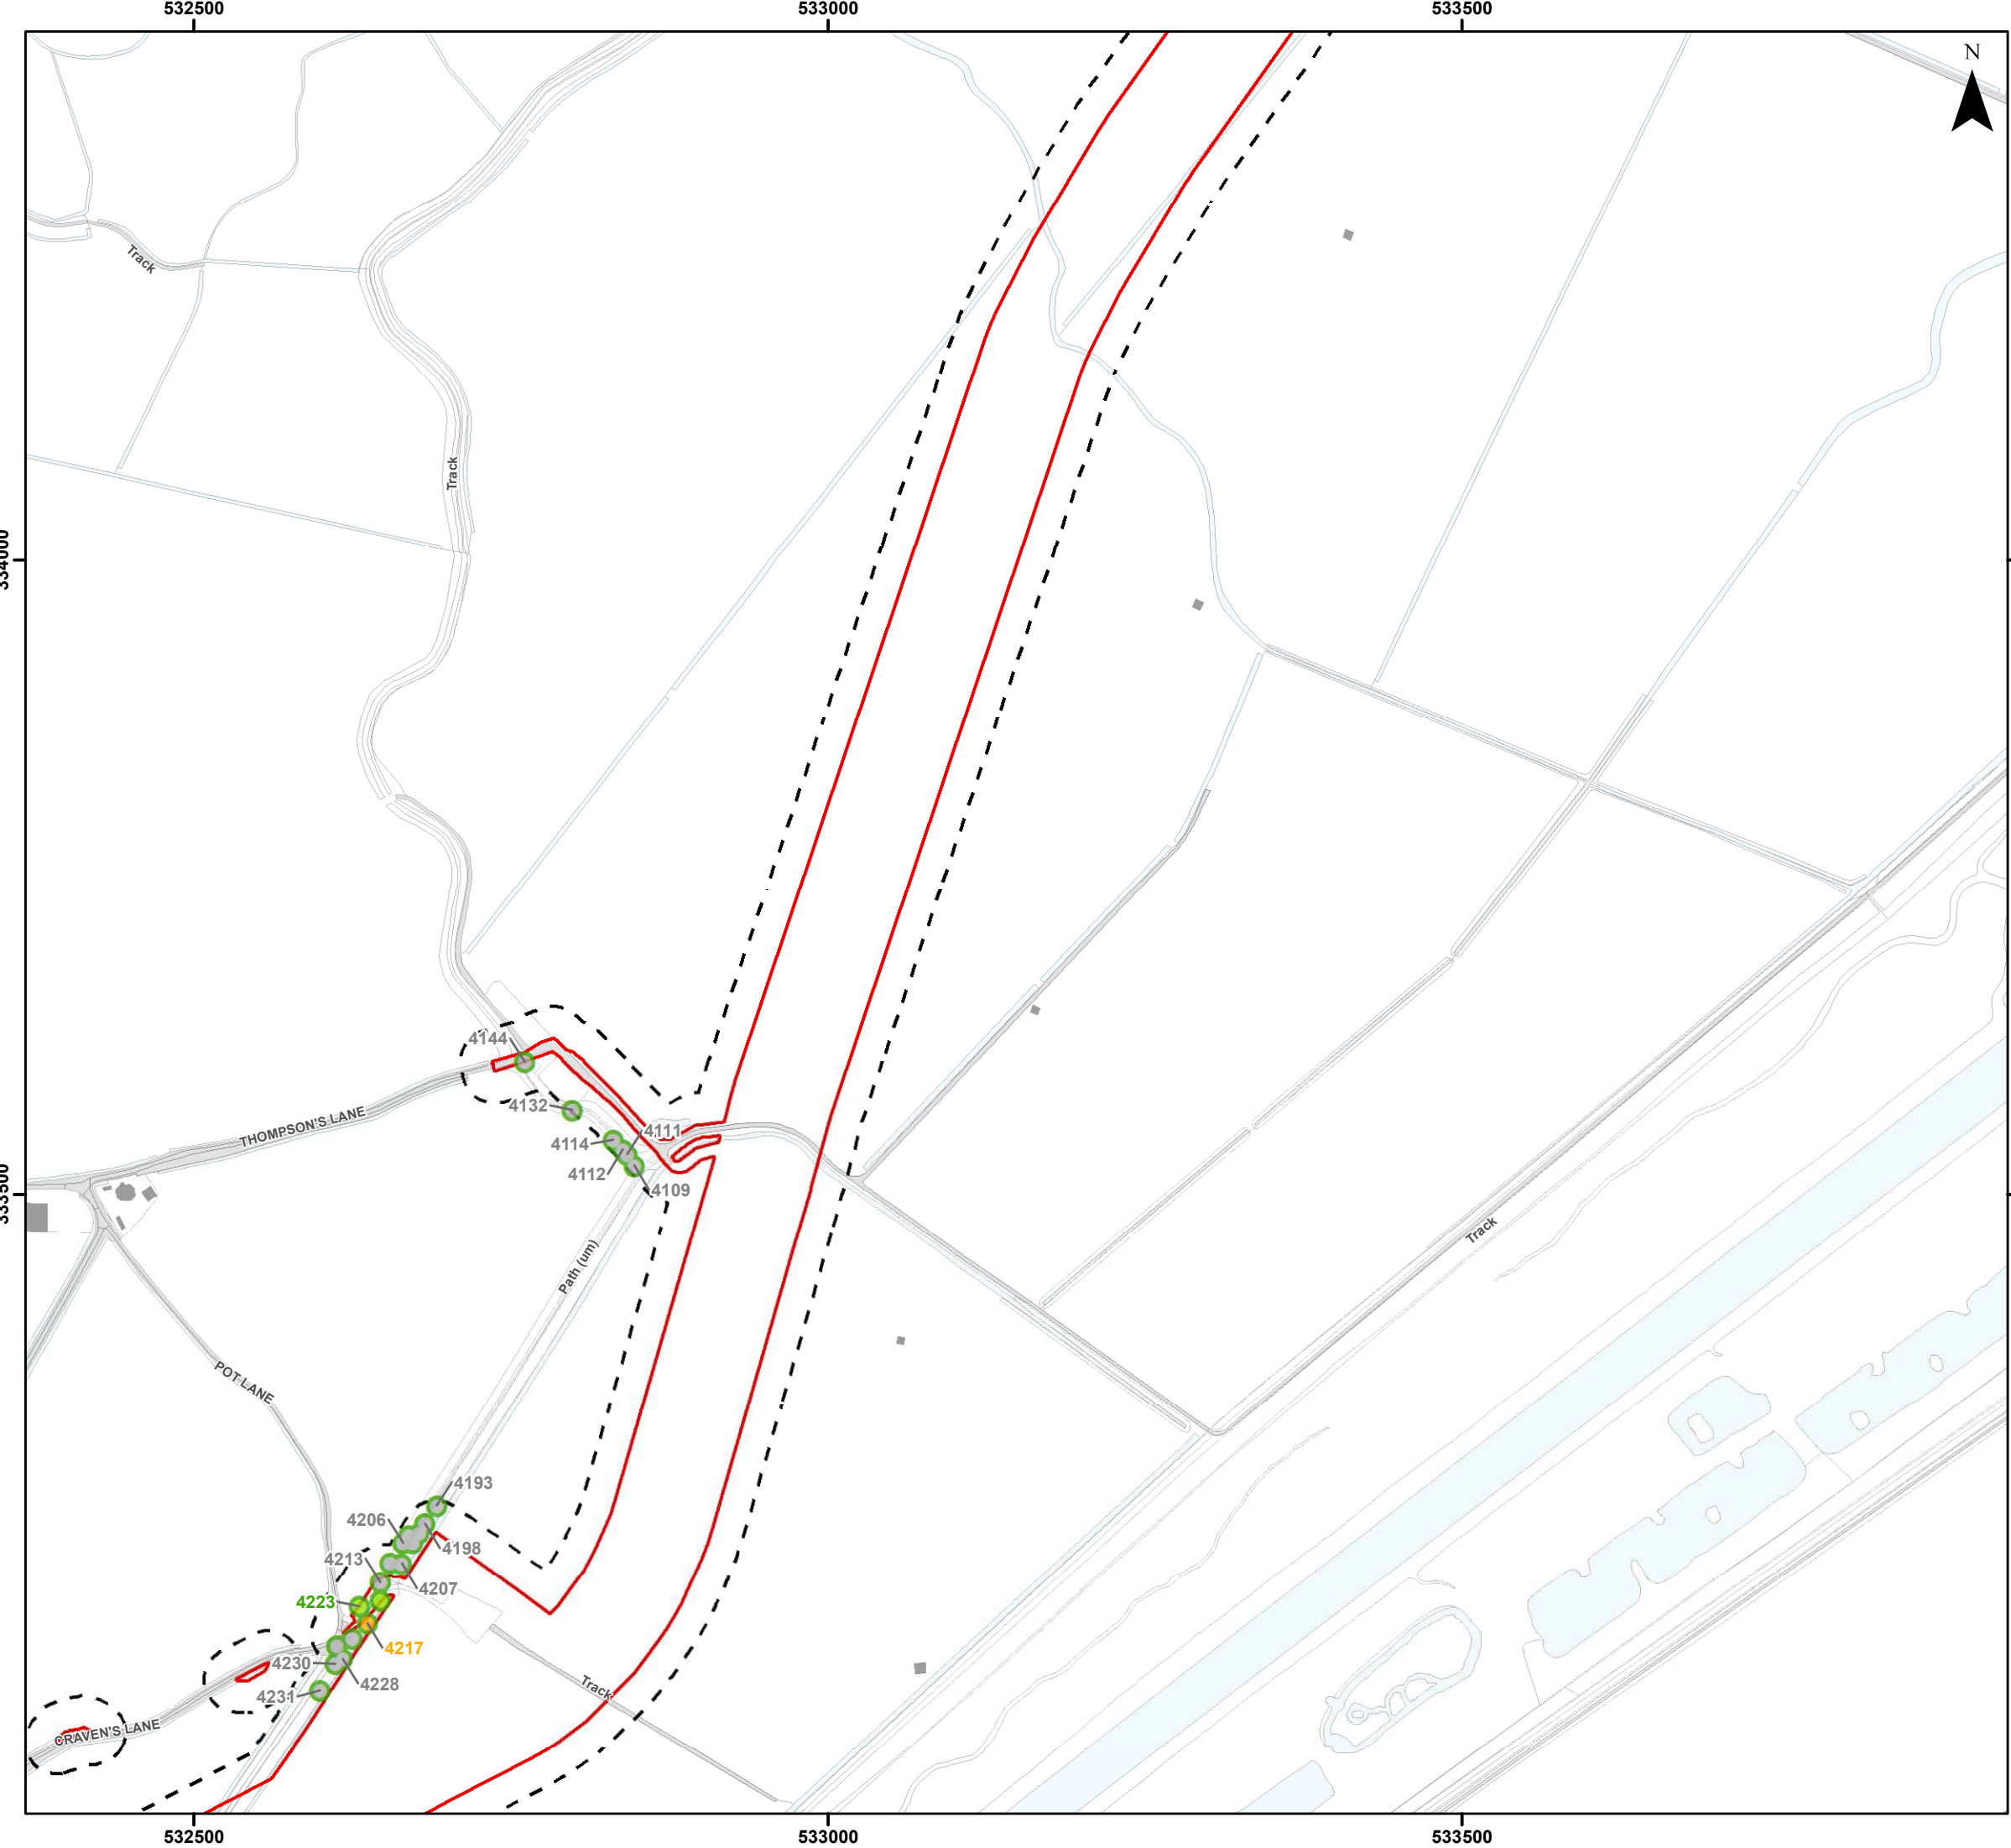 532500
533000
533500
N
Track
Track
334000
4144
4132
THOMPSON'S LANE
4111
4114
4112
4109
333500
Track
Path (um)
POT LANE
4193
4206
4198
4213
4207
4223
4217
4230
4228
4231
Track
CRAVEN'S LANE
532500
533000
533500